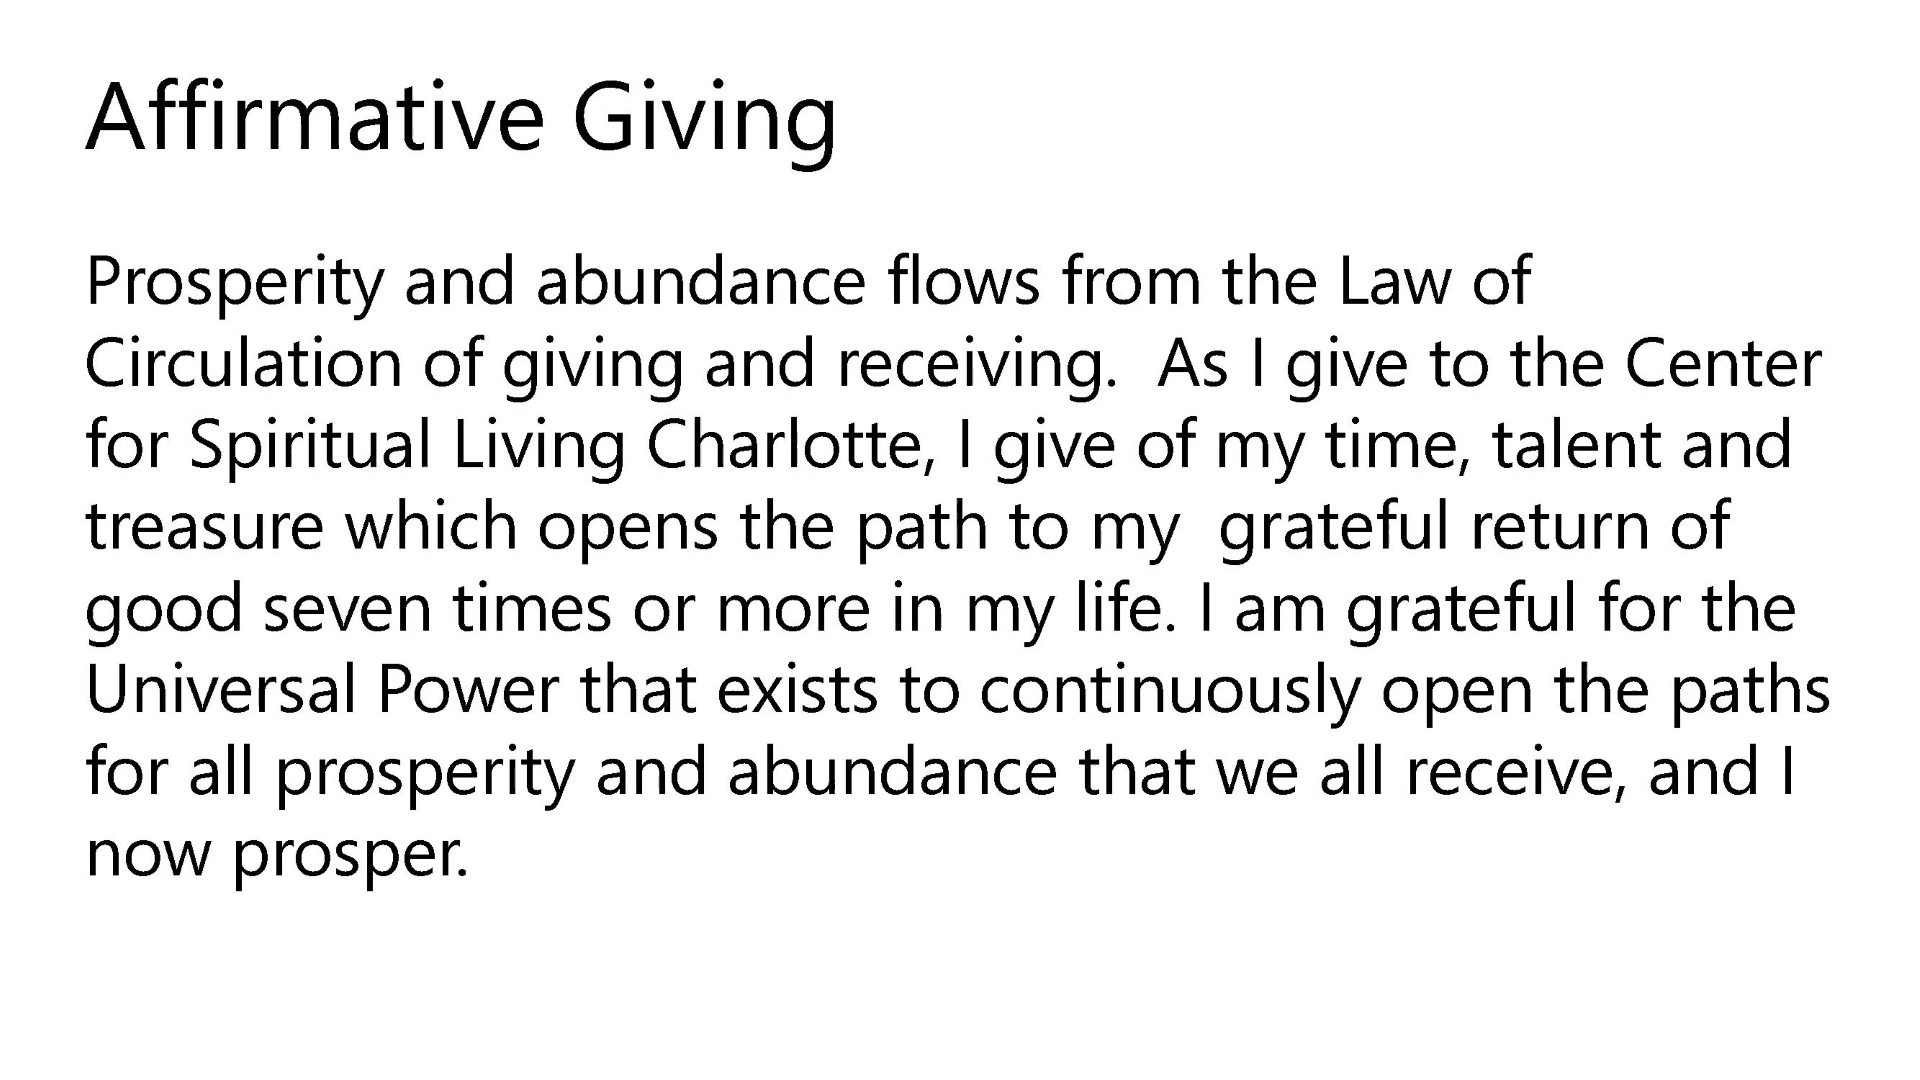 Affirmative Giving
Prosperity and abundance flows from the Law of
Circulation of giving and receiving.  As I give to the Center
for Spiritual Living Charlotte, I give of my time, talent and
treasure which opens the path to my  grateful return of
good seven times or more in my life. I am grateful for the
Universal Power that exists to continuously open the paths
for all prosperity and abundance that we all receive, and I
now prosper.